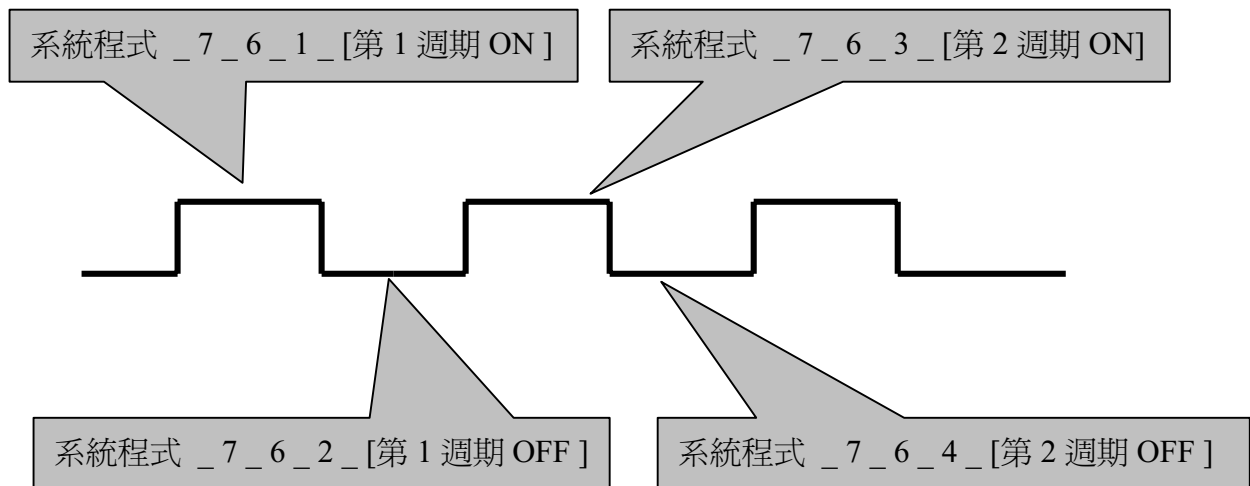 系統程式 _ 7 _ 6 _ 1 _ [第 1 週期 ON ]
系統程式 _ 7 _ 6 _ 3 _ [第 2 週期 ON]
系統程式 _ 7 _ 6 _ 2 _ [第 1 週期 OFF ]
系統程式 _ 7 _ 6 _ 4 _ [第 2 週期 OFF ]